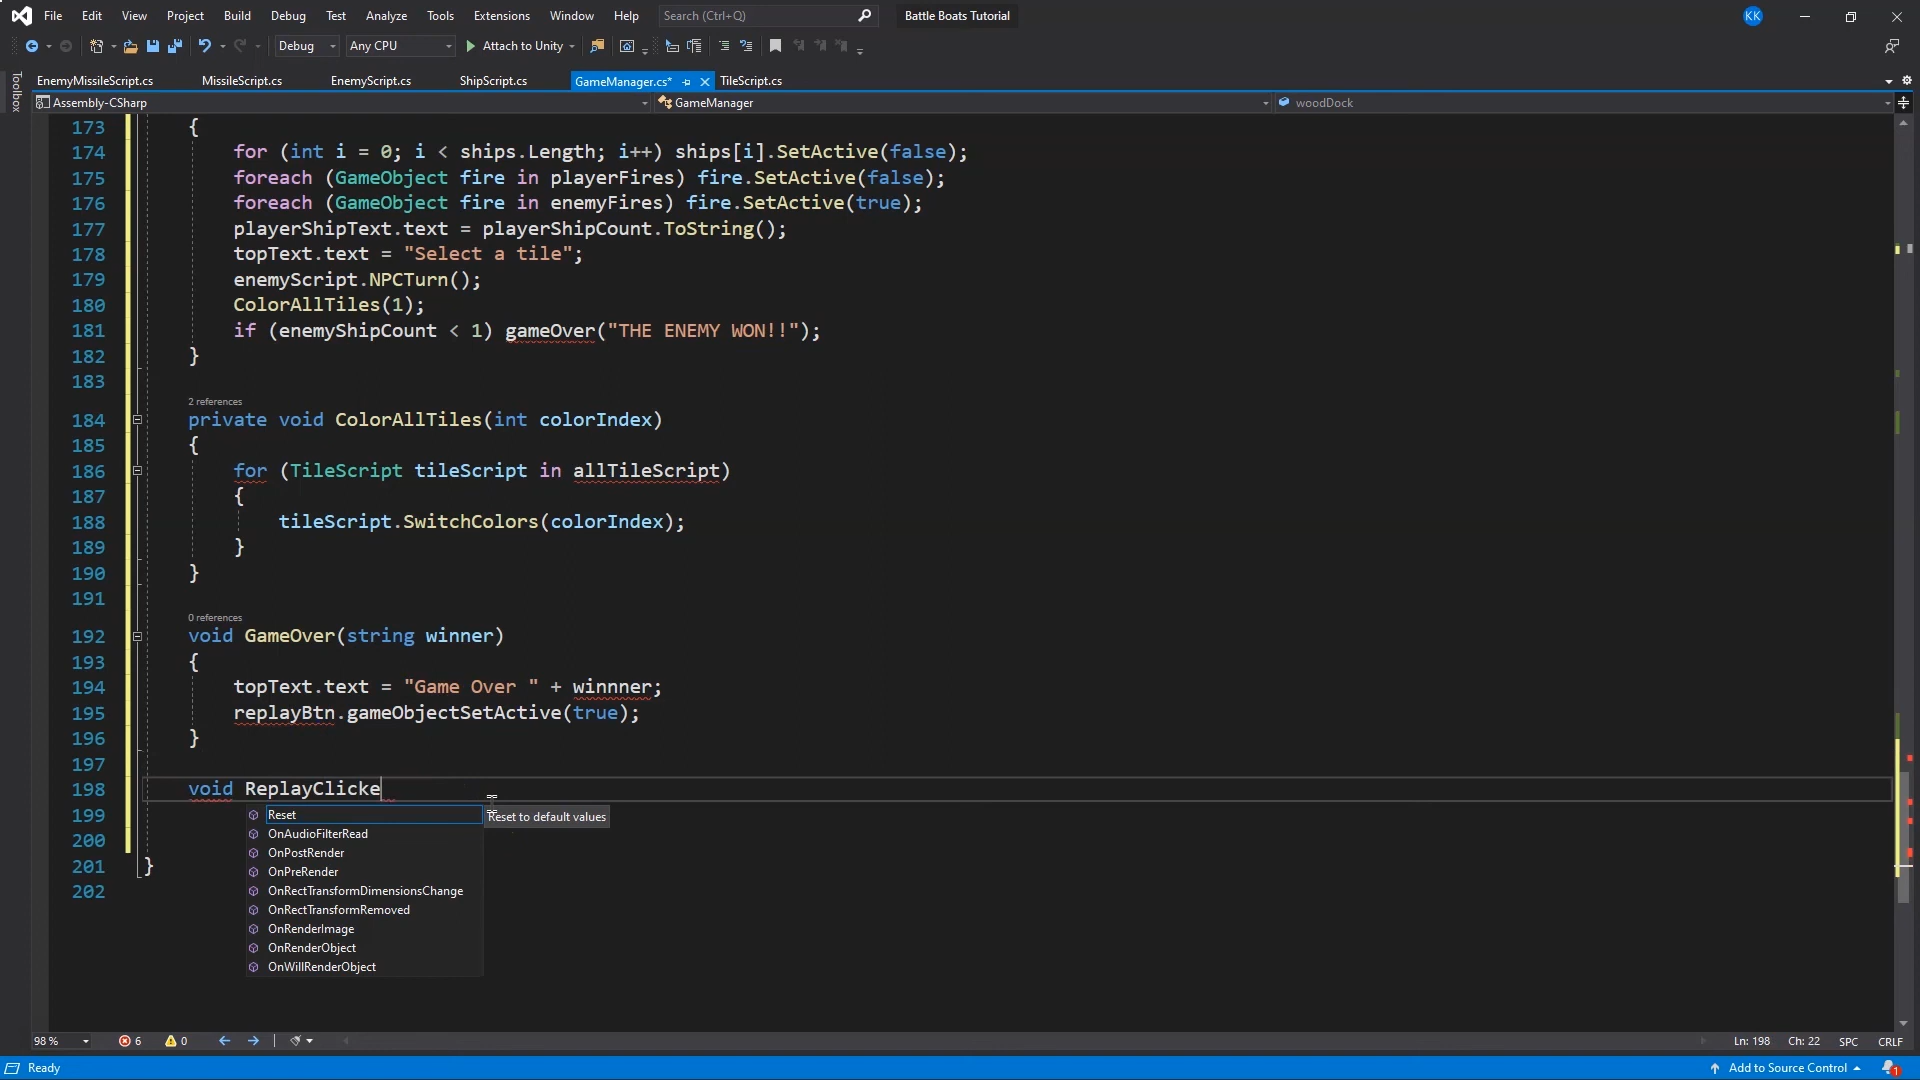 File Edit View Project Build Debug Test Analyze Tools Extensions Window Help Search (Ctrl+Q) Battle Boats Tutorial KK
Debug Any CPU Attach to Unity
Toolbox
EnemyMissileScript.cs MissileScript.cs EnemyScript.cs ShipScript.cs GameManager.cs* TileScript.cs
Assembly-CSharp GameManager woodDock
173 {
174 for (int i = 0; i < ships.Length; i++) ships[i].SetActive(false);
175 foreach (GameObject fire in playerFires) fire.SetActive(false);
176 foreach (GameObject fire in enemyFires) fire.SetActive(true);
177 playerShipText.text = playerShipCount.ToString();
178 topText.text = "Select a tile";
179 enemyScript.NPCTurn();
180 ColorAllTiles(1);
181 if (enemyShipCount < 1) gameOver("THE ENEMY WON!!");
182 }
183
2 references
184 private void ColorAllTiles(int colorIndex)
185 {
186 for (TileScript tileScript in allTileScript)
187 {
188 tileScript.SwitchColors(colorIndex);
189 }
190 }
191
0 references
192 void GameOver(string winner)
193 {
194 topText.text = "Game Over " + winnner;
195 replayBtn.gameObjectSetActive(true);
196 }
197
198 void ReplayClicke
199 Reset Reset to default values
OnAudioFilterRead
200 OnPostRender
201 } OnPreRender
202 OnRectTransformDimensionsChange
OnRectTransformRemoved
OnRenderImage
OnRenderObject
OnWillRenderObject
98 % 6 0 Ln: 198 Ch: 22 SPC CRLF
Ready Add to Source Control 1